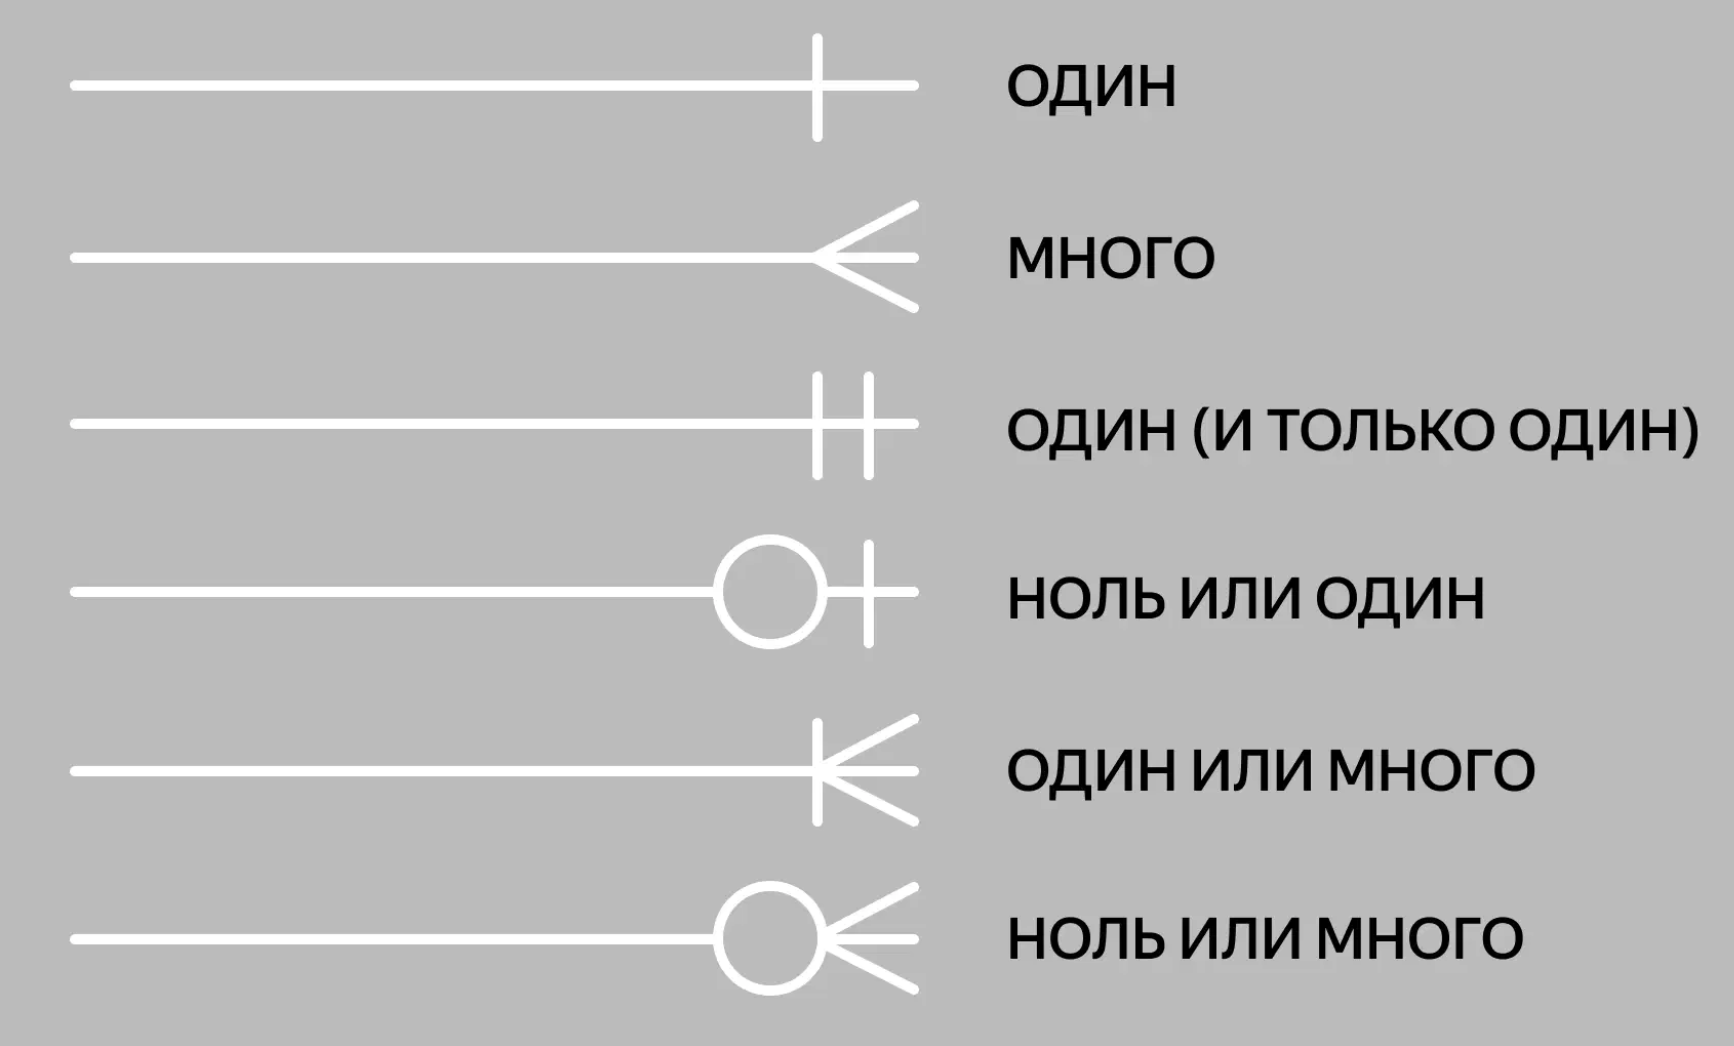 ОДИН
МНОГО
ОДИН (И ТОЛЬКО ОДИН)
НОЛЬ ИЛИ ОДИН
ОДИН ИЛИ МНОГО
НОЛЬ ИЛИ МНОГО